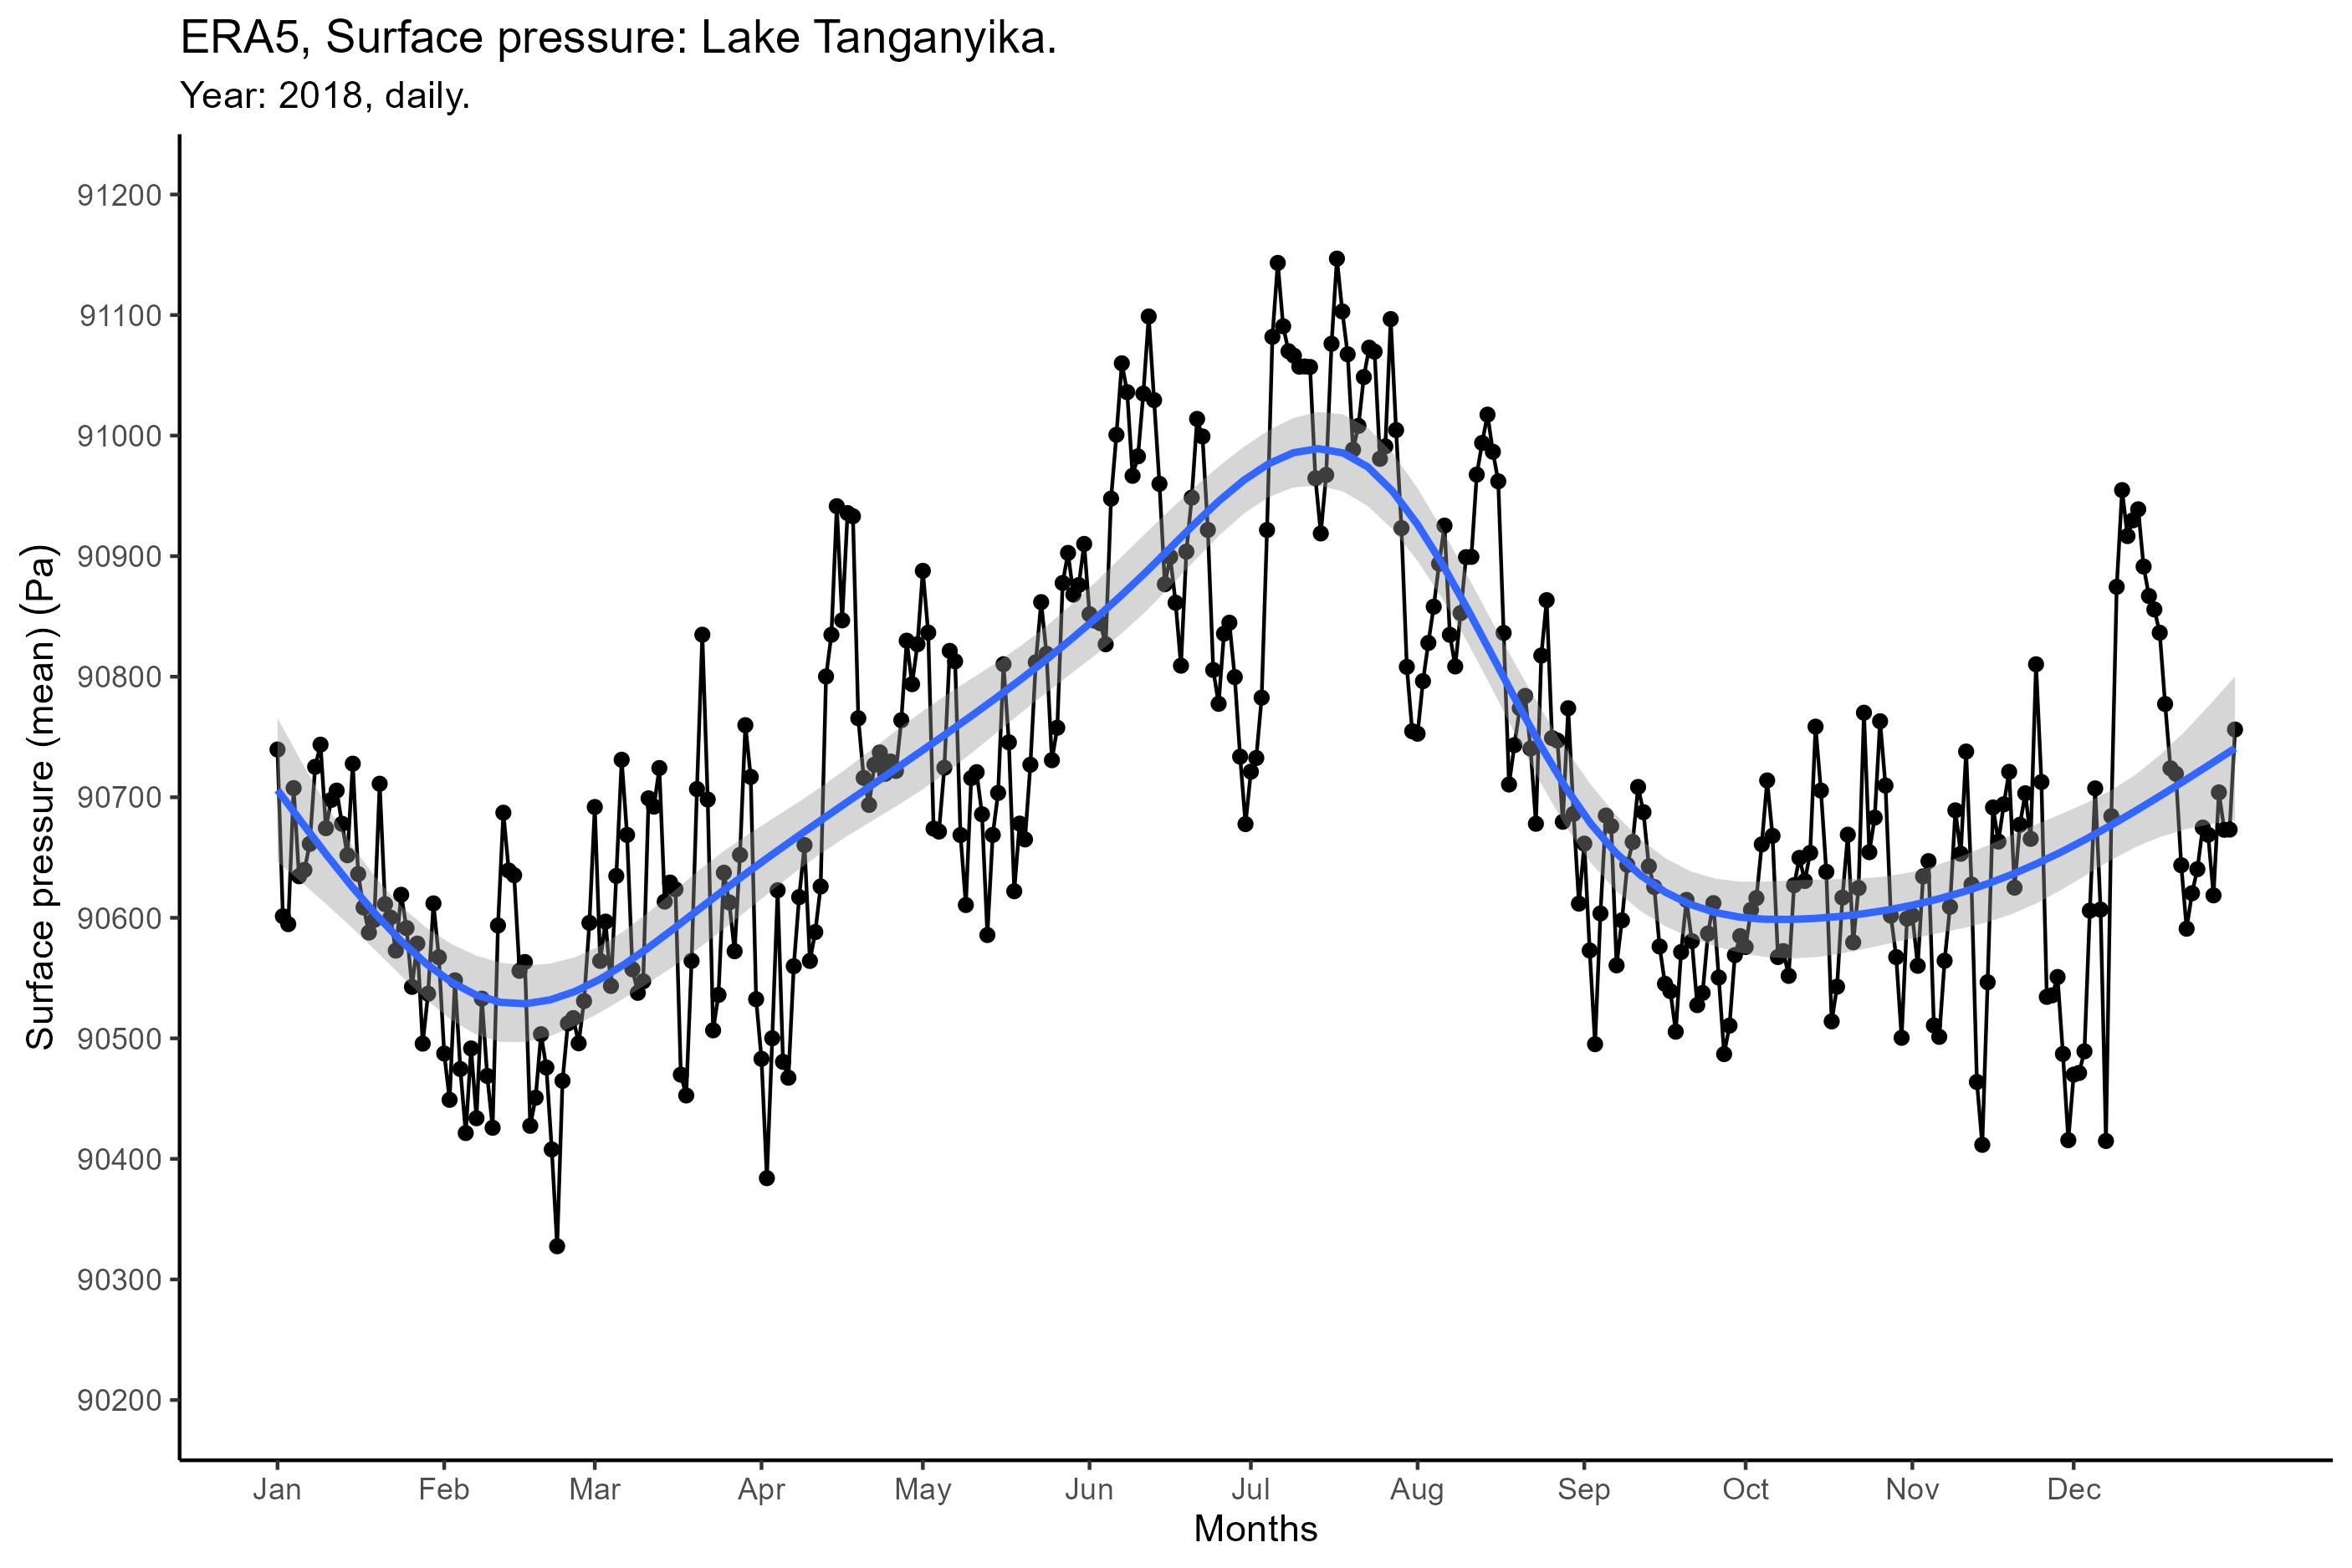 ERA5, Surface pressure: Lake Tanganyika.
Year: 2018, daily.
Surface pressure (mean) (Pa)
91200
91100
91000
90900
90800
90700
90600
90500
90400
90300
90200
Jan Feb Mar Apr May Jun Jul Aug Sep Oct Nov Dec
Months